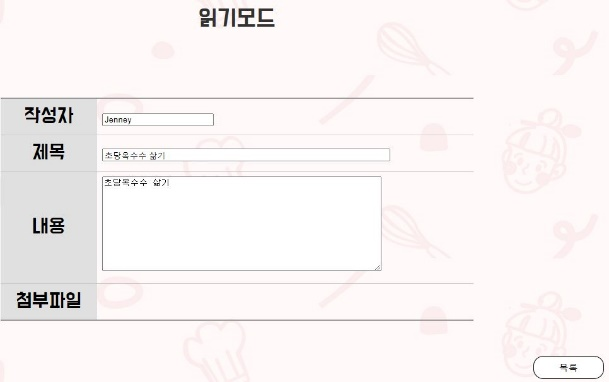 읽기모드
작성자
Jenney
제목
초당옥수수 삶기
내용
초당옥수수 삶기
첨부파일
목록